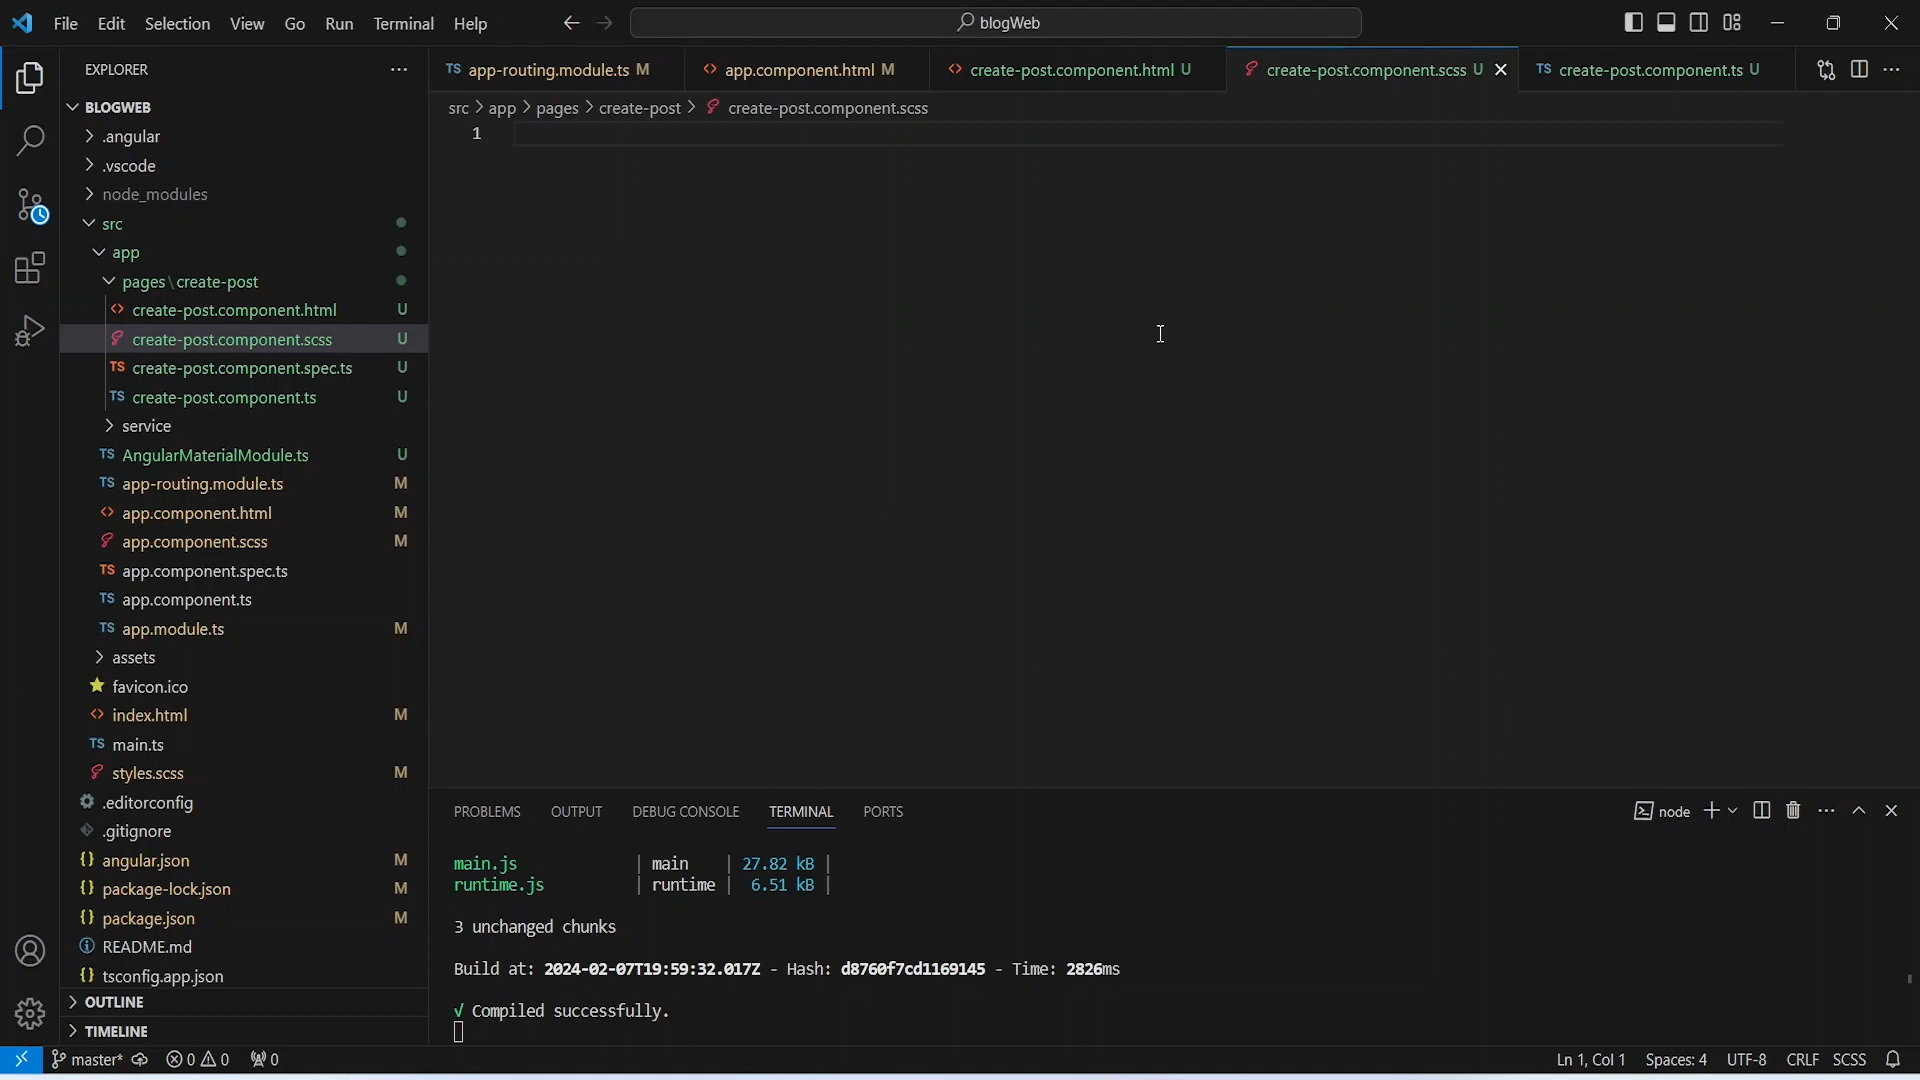 File Edit Selection View Go Run Terminal Help
blogWeb
EXPLORER
BLOGWEB
.angular
.vscode
node_modules
src
app
pages\create-post
create-post.component.html U
create-post.component.scss U
TS create-post.component.spec.ts U
TS create-post.component.ts U
service
TS AngularMaterialModule.ts U
TS app-routing.module.ts M
app.component.html M
app.component.scss M
TS app.component.spec.ts
TS app.component.ts
TS app.module.ts M
assets
favicon.ico
index.html M
TS main.ts
styles.scss M
.editorconfig
.gitignore
{} angular.json M
{} package-lock.json M
{} package.json M
README.md
{} tsconfig.app.json
OUTLINE
TIMELINE
TS app-routing.module.ts M app.component.html M create-post.component.html U create-post.component.scss U TS create-post.component.ts U
src > app > pages > create-post > create-post.component.scss
1
PROBLEMS OUTPUT DEBUG CONSOLE TERMINAL PORTS
node
main.js | main | 27.82 kB |
runtime.js | runtime | 6.51 kB |
3 unchanged chunks
Build at: 2024-02-07T19:59:32.017Z - Hash: d8760f7cd1169145 - Time: 2826ms
√ Compiled successfully.
master* 0 0 0 Ln 1, Col 1 Spaces: 4 UTF-8 CRLF SCSS